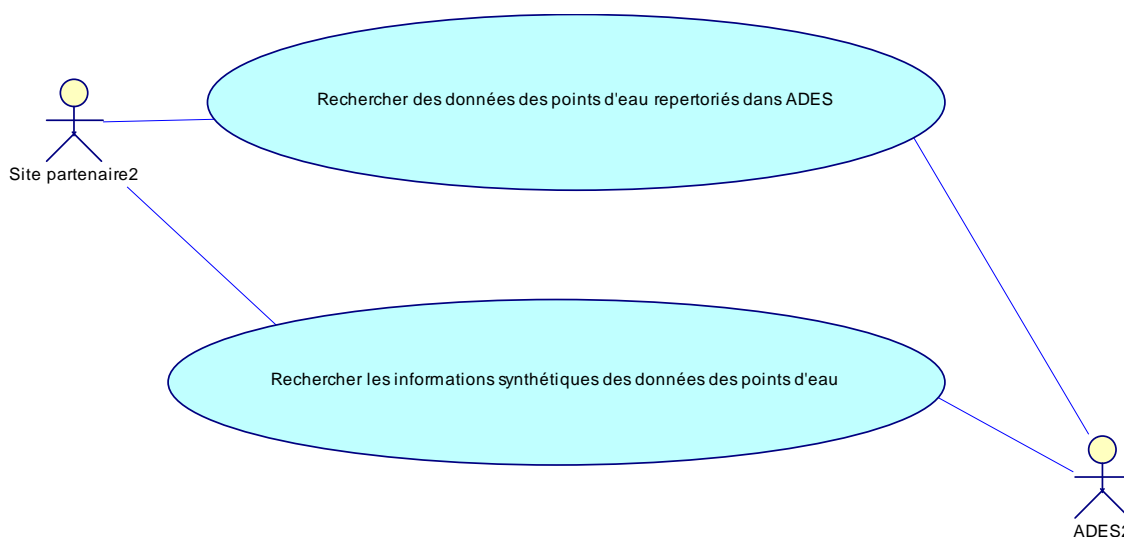 Rechercher des données des points d'eau repertoriés dans ADES
Site partenaire2
Rechercher les informations synthétiques des données des points d'eau
ADES2